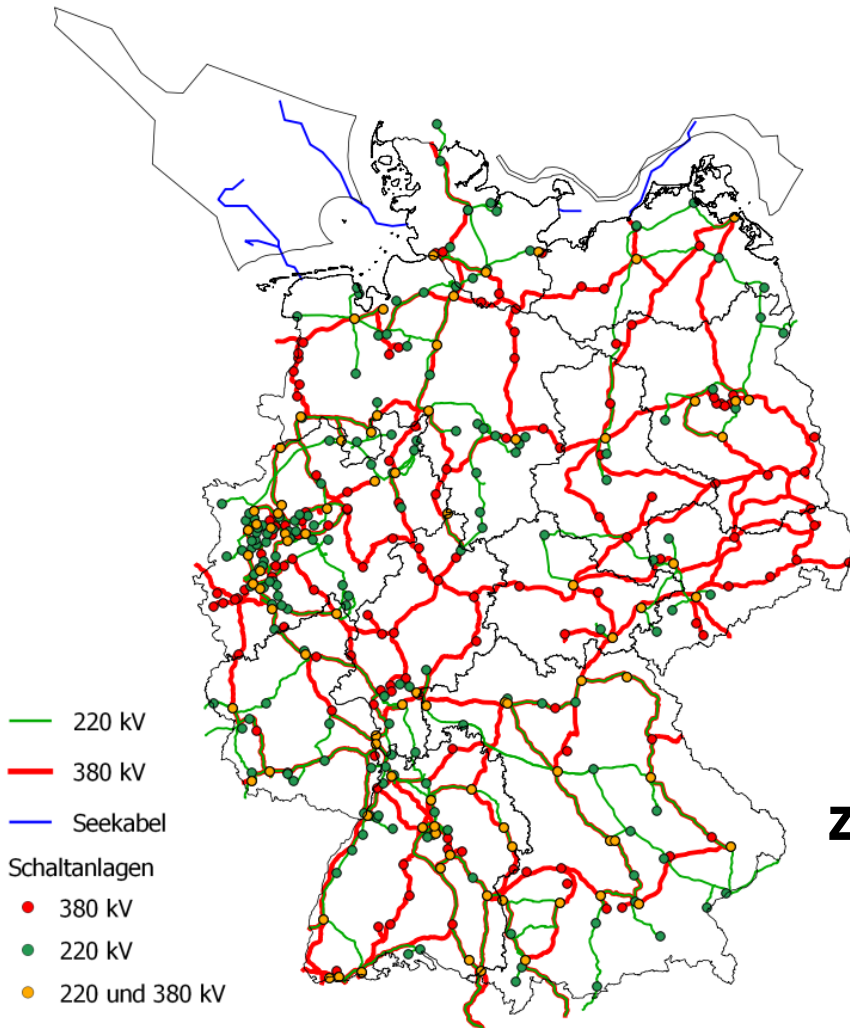 220 kV
380 kV
Seekabel
Schaltanlagen
380 kV
220 kV
220 und 380 kV
z